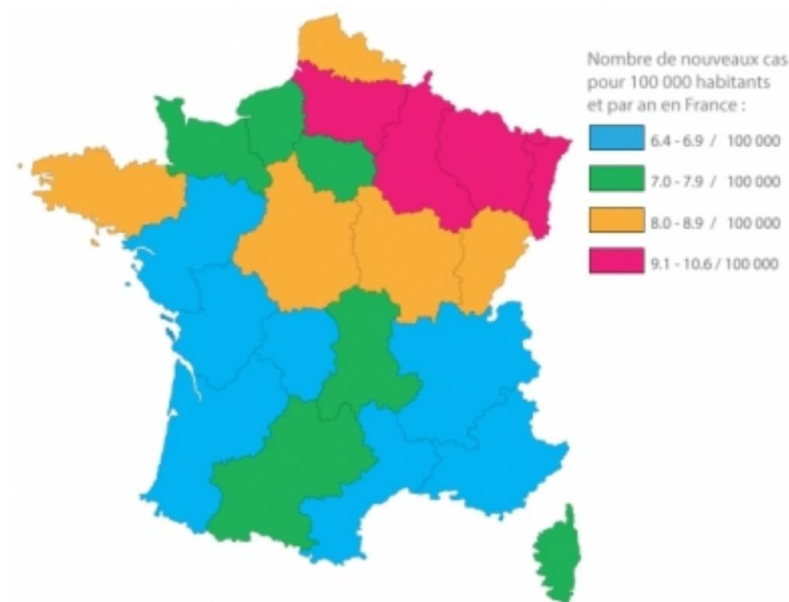 Nombre de nouveaux cas
pour 100 000 habitants
et par an en France :
6.4 - 6.9 / 100 000
7.0 - 7.9 / 100 000
8.0 - 8.9 / 100 000
9.1 - 10.6 / 100 000